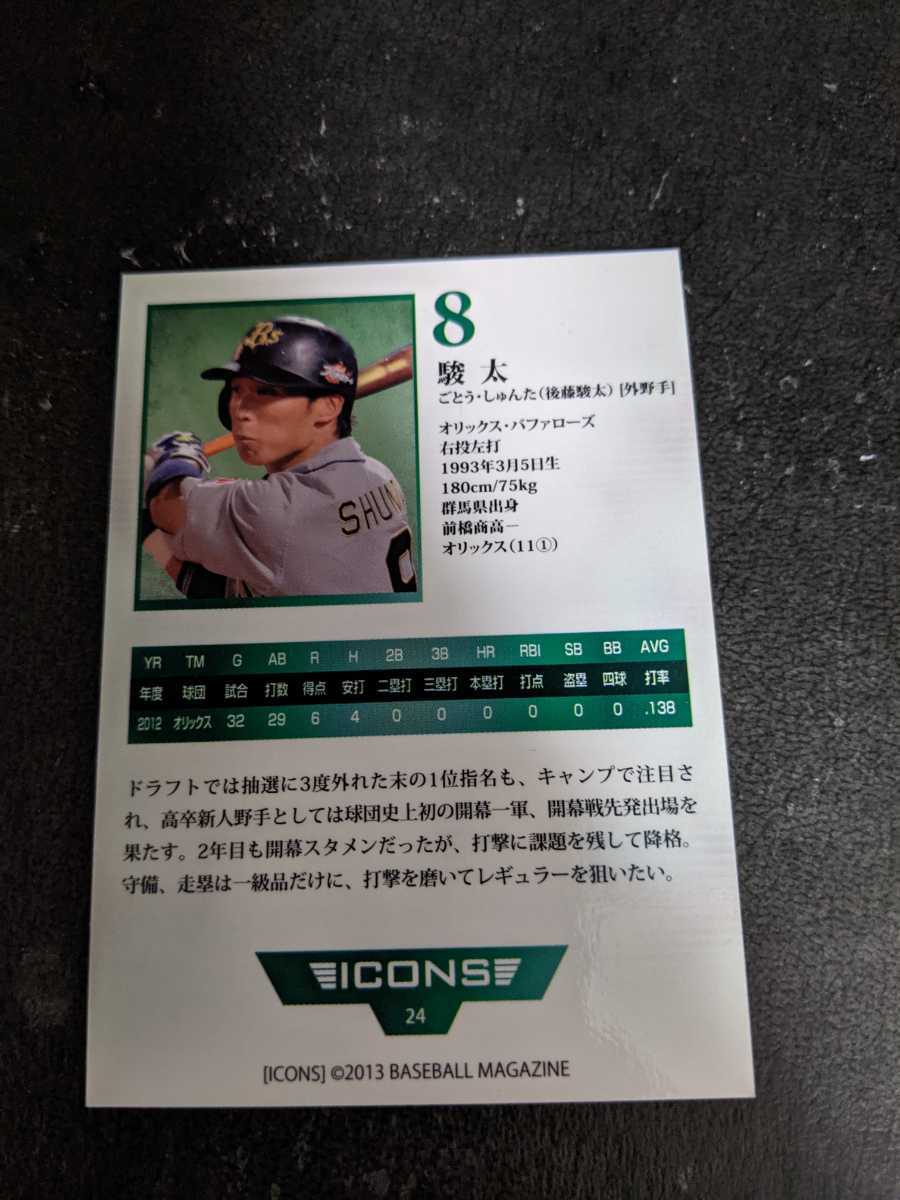 8
駿太
ごとう・しゅんた(後藤駿太) [外野手]
Bs
SHUN
オリックス・バファローズ
右投左打
1993年3月5日生
180cm/75kg
群馬県出身
前橋商高―
オリックス(11①)
YR TM G AB R H 2B 3B HR RBI SB BB AVG
年度 球団 試合 打数 得点 安打 二塁打 三塁打 本塁打 打点 盗塁 四球 打率
2012 オリックス 32 29 6 4 0 0 0 0 0 0 .138
ドラフトでは抽選に3度外れた末の1位指名も、キャンプで注目さ
れ、高卒新人野手としては球団史上初の開幕一軍、開幕戦先発出場を
果たす。2年目も開幕スタメンだったが、打撃に課題を残して降格。
守備、走塁は一級品だけに、打撃を磨いてレギュラーを狙いたい。
ICONS
24
[ICONS] ©2013 BASEBALL MAGAZINE